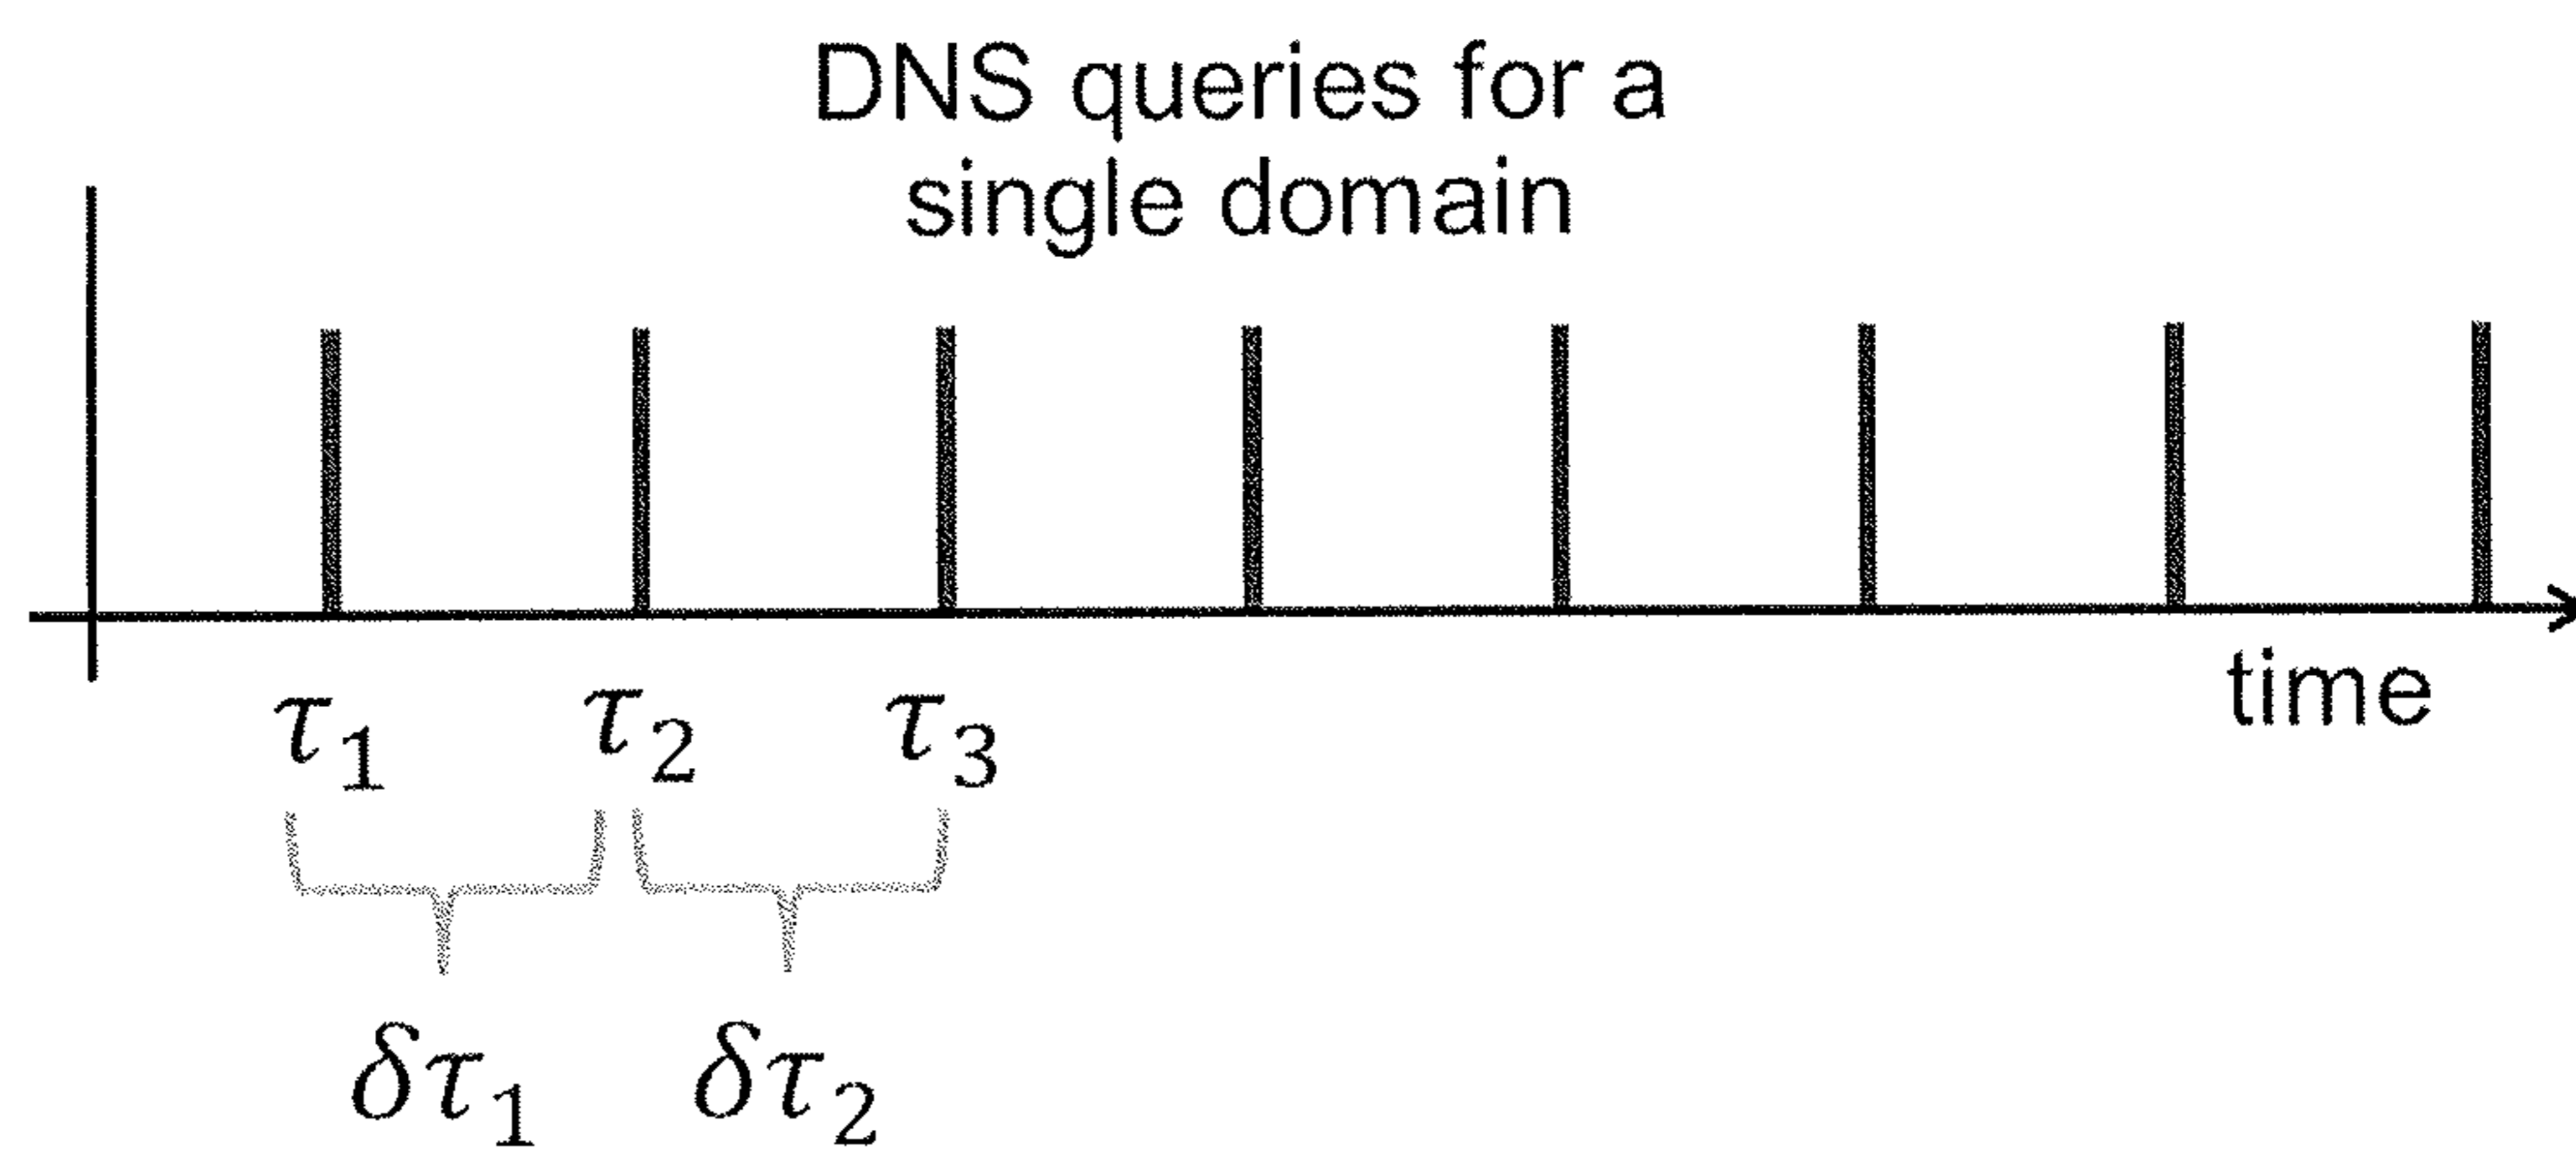 DNS queries for a
single domain
time
τ1 τ2 τ3
δτ1 δτ2